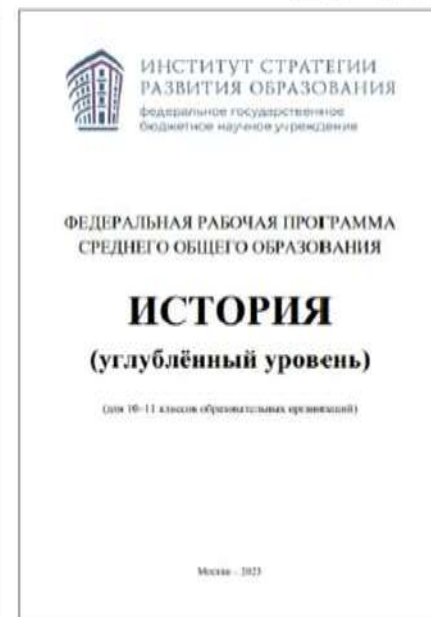 ИНСТИТУТ СТРАТЕГИИ
РАЗВИТИЯ ОБРАЗОВАНИЯ
федеральное государственное
бюджетное научное учреждение
ФЕДЕРАЛЬНАЯ РАБОЧАЯ ПРОГРАММА
СРЕДНЕГО ОБЩЕГО ОБРАЗОВАНИЯ
ИСТОРИЯ
(углублённый уровень)
(для 10–11 классов образовательных организаций)
Москва – 2023